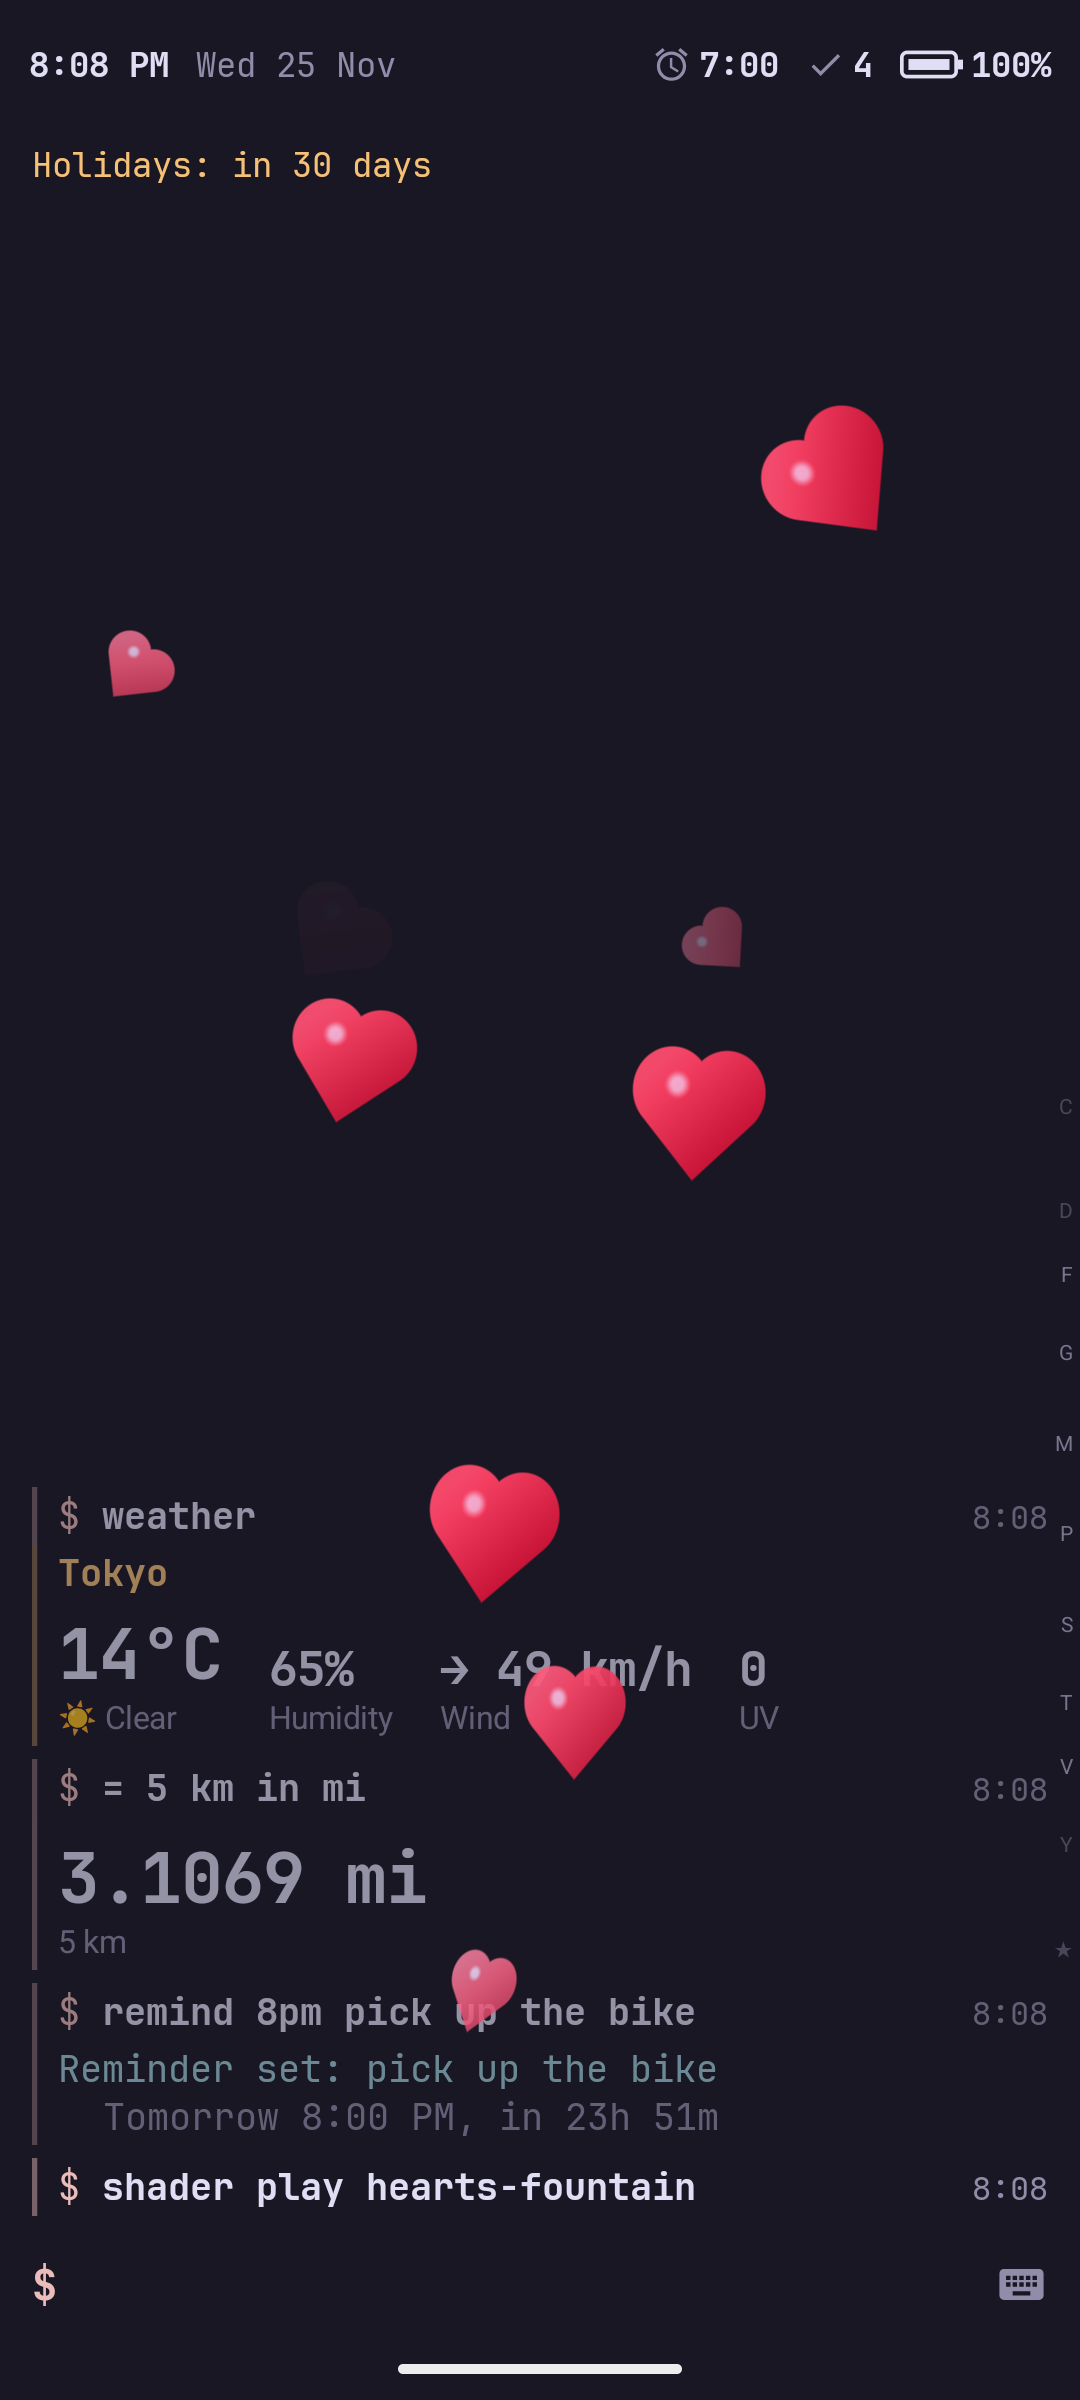 8:08 PM Wed 25 Nov 7:00 4 100%
Holidays: in 30 days
C
D
F
G
M
$ weather 8:08
P
Tokyo
S
14°C 65% → 49 km/h 0
☀️ Clear Humidity Wind UV
T
V
$ = 5 km in mi 8:08
Y
3.1069 mi
5 km
★
$ remind 8pm pick up the bike 8:08
Reminder set: pick up the bike
Tomorrow 8:00 PM, in 23h 51m
$ shader play hearts-fountain 8:08
$